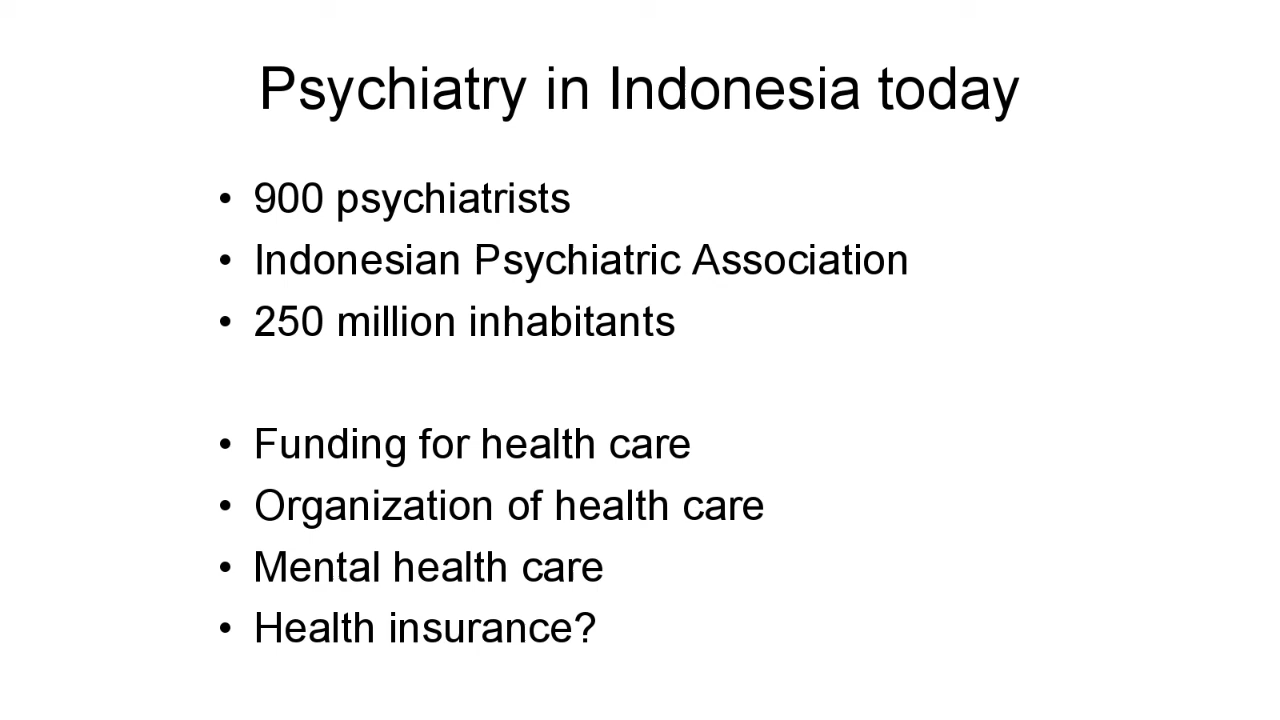 Psychiatry in Indonesia today
• 900 psychiatrists
• Indonesian Psychiatric Association
• 250 million inhabitants
• Funding for health care
• Organization of health care
• Mental health care
• Health insurance?